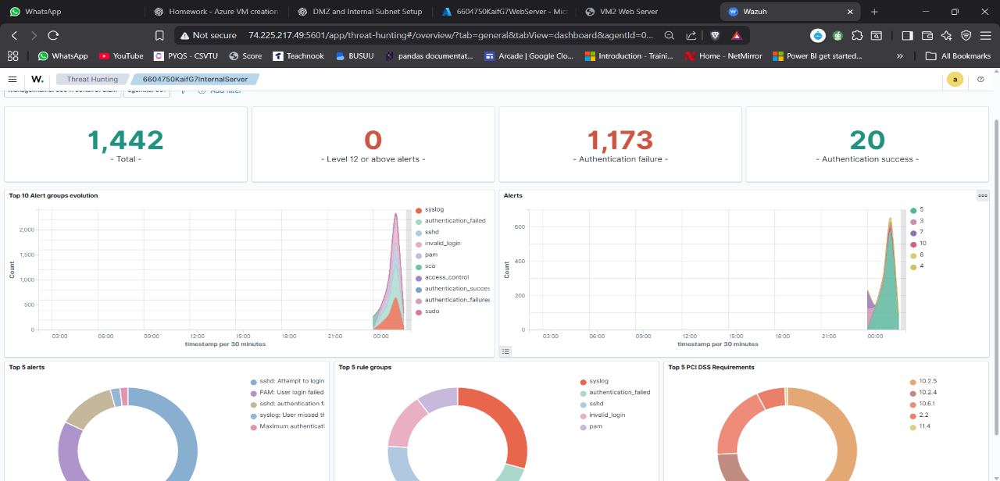 WhatsApp
Homework - Azure VM creation
DMZ and Internal Subnet Setup
6604750KaifG7WebServer - Mic
VM2 Web Server
Wazuh
Not secure 74.225.217.49:5601/app/threat-hunting#/overview/?tab=general&tabView=dashboard&agentId=0...
WhatsApp YouTube PYQS - CSVTU Score Teachnook BUSUU pandas documentat... Arcade | Google Clo... Introduction - Traini... Home - NetMirror Power BI get started... » All Bookmarks
W. Threat Hunting 6604750KaifG7InternalServer a
Add filter
1,442
- Total -
0
- Level 12 or above alerts -
1,173
- Authentication failure -
20
- Authentication success -
Top 10 Alert groups evolution
2,000
1,500
1,000
500
0
Count
03:00 06:00 09:00 12:00 15:00 18:00 21:00 00:00
timestamp per 30 minutes
syslog
authentication_failed
sshd
invalid_login
pam
sca
access_control
authentication_succes
authentication_failures
sudo
Alerts
600
400
200
0
Count
03:00 06:00 09:00 12:00 15:00 18:00 21:00 00:00
timestamp per 30 minutes
5
3
7
10
8
4
Top 5 alerts
sshd: Attempt to login
PAM: User login failed
sshd: authentication f
syslog: User missed th
Maximum authenticati
Top 5 rule groups
syslog
authentication_failed
sshd
invalid_login
pam
Top 5 PCI DSS Requirements
10.2.5
10.2.4
10.6.1
2.2
11.4